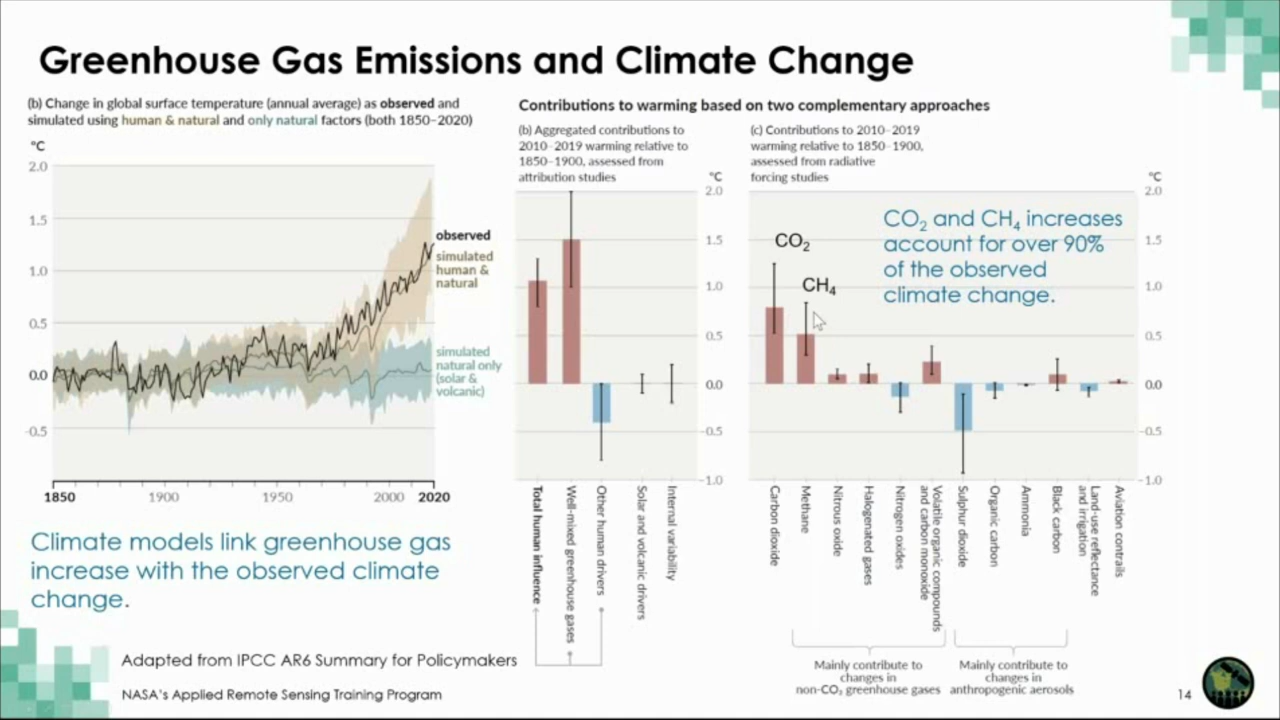 Greenhouse Gas Emissions and Climate Change
(b) Change in global surface temperature (annual average) as observed and
simulated using human & natural and only natural factors (both 1850–2020)
°C
2.0
1.5
1.0
0.5
0.0
-0.5
1850
1900
1950
2000
2020
observed
simulated
human &
natural
simulated
natural only
(solar &
volcanic)
Climate models link greenhouse gas
increase with the observed climate
change.
Contributions to warming based on two complementary approaches
(b) Aggregated contributions to
2010–2019 warming relative to
1850–1900, assessed from
attribution studies
°C
2.0
1.5
1.0
0.5
0.0
-0.5
-1.0
Total human influence
Well-mixed greenhouse gases
Other human drivers
Solar and volcanic drivers
Internal variability
(c) Contributions to 2010–2019
warming relative to 1850–1900,
assessed from radiative
forcing studies
°C
2.0
1.5
1.0
0.5
0.0
-0.5
-1.0
CO₂
CH₄
CO₂ and CH₄ increases
account for over 90%
of the observed
climate change.
Carbon dioxide
Methane
Nitrous oxide
Halogenated gases
Nitrogen oxides
Volatile organic compounds
and carbon monoxide
Sulphur dioxide
Organic carbon
Ammonia
Black carbon
Land-use reflectance
and irrigation
Aviation contrails
Mainly contribute to
changes in
non-CO₂ greenhouse gases
Mainly contribute to
changes in
anthropogenic aerosols
Adapted from IPCC AR6 Summary for Policymakers
NASA's Applied Remote Sensing Training Program
14